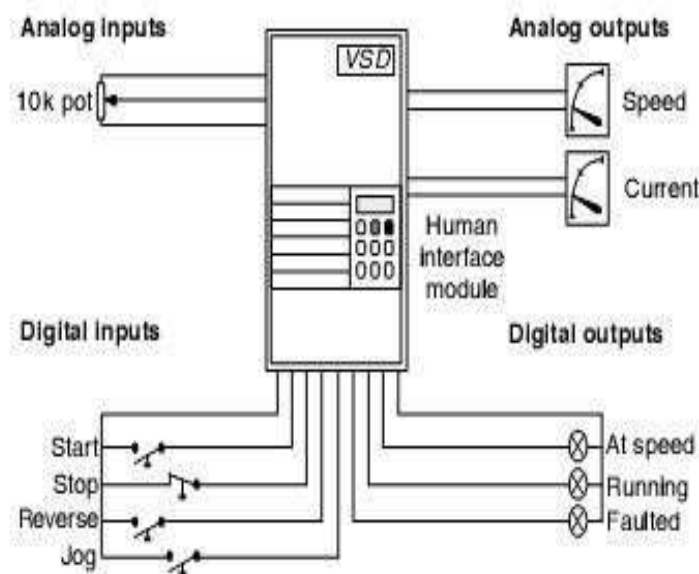 Analog inputs
Analog outputs
VSD
10k pot
Speed
Current
Human
interface
module
Digital inputs
Digital outputs
Start
At speed
Stop
Running
Reverse
Faulted
Jog